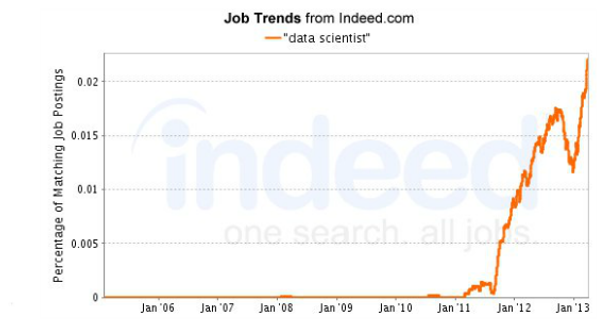 Job Trends from Indeed.com
"data scientist"
Percentage of Matching Job Postings
0.02
0.015
0.01
0.005
0
indeed
one search. all jobs.
Jan'06 Jan'07 Jan'08 Jan'09 Jan'10 Jan'11 Jan'12 Jan'13